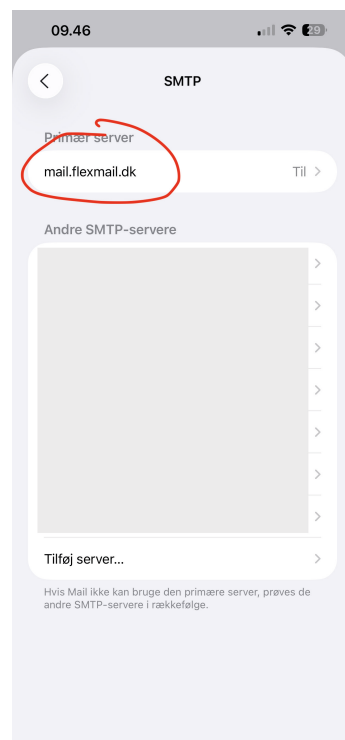 09.46
29
SMTP
Primær server
mail.flexmail.dk Til
Andre SMTP-servere
Tilføj server...
Hvis Mail ikke kan bruge den primære server, prøves de
andre SMTP-servere i rækkefølge.